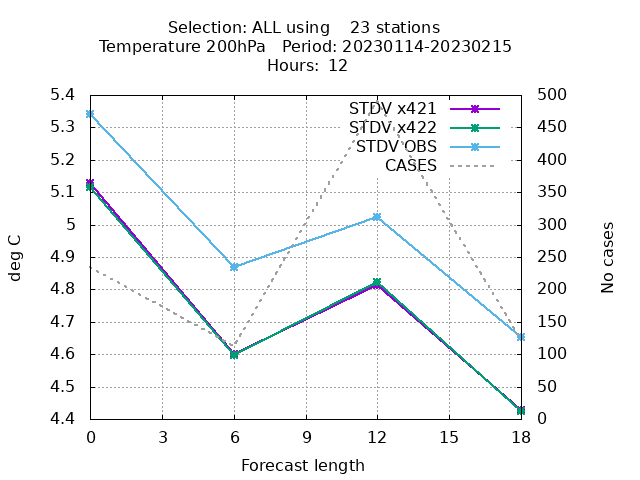 Selection: ALL using    23 stations
Temperature 200hPa   Period: 20230114-20230215
Hours: 12
STDV x421
STDV x422
STDV OBS
CASES
5.4
5.3
5.2
5.1
5
4.9
4.8
4.7
4.6
4.5
4.4
500
450
400
350
300
250
200
150
100
50
0
deg C
No cases
0 3 6 9 12 15 18
Forecast length